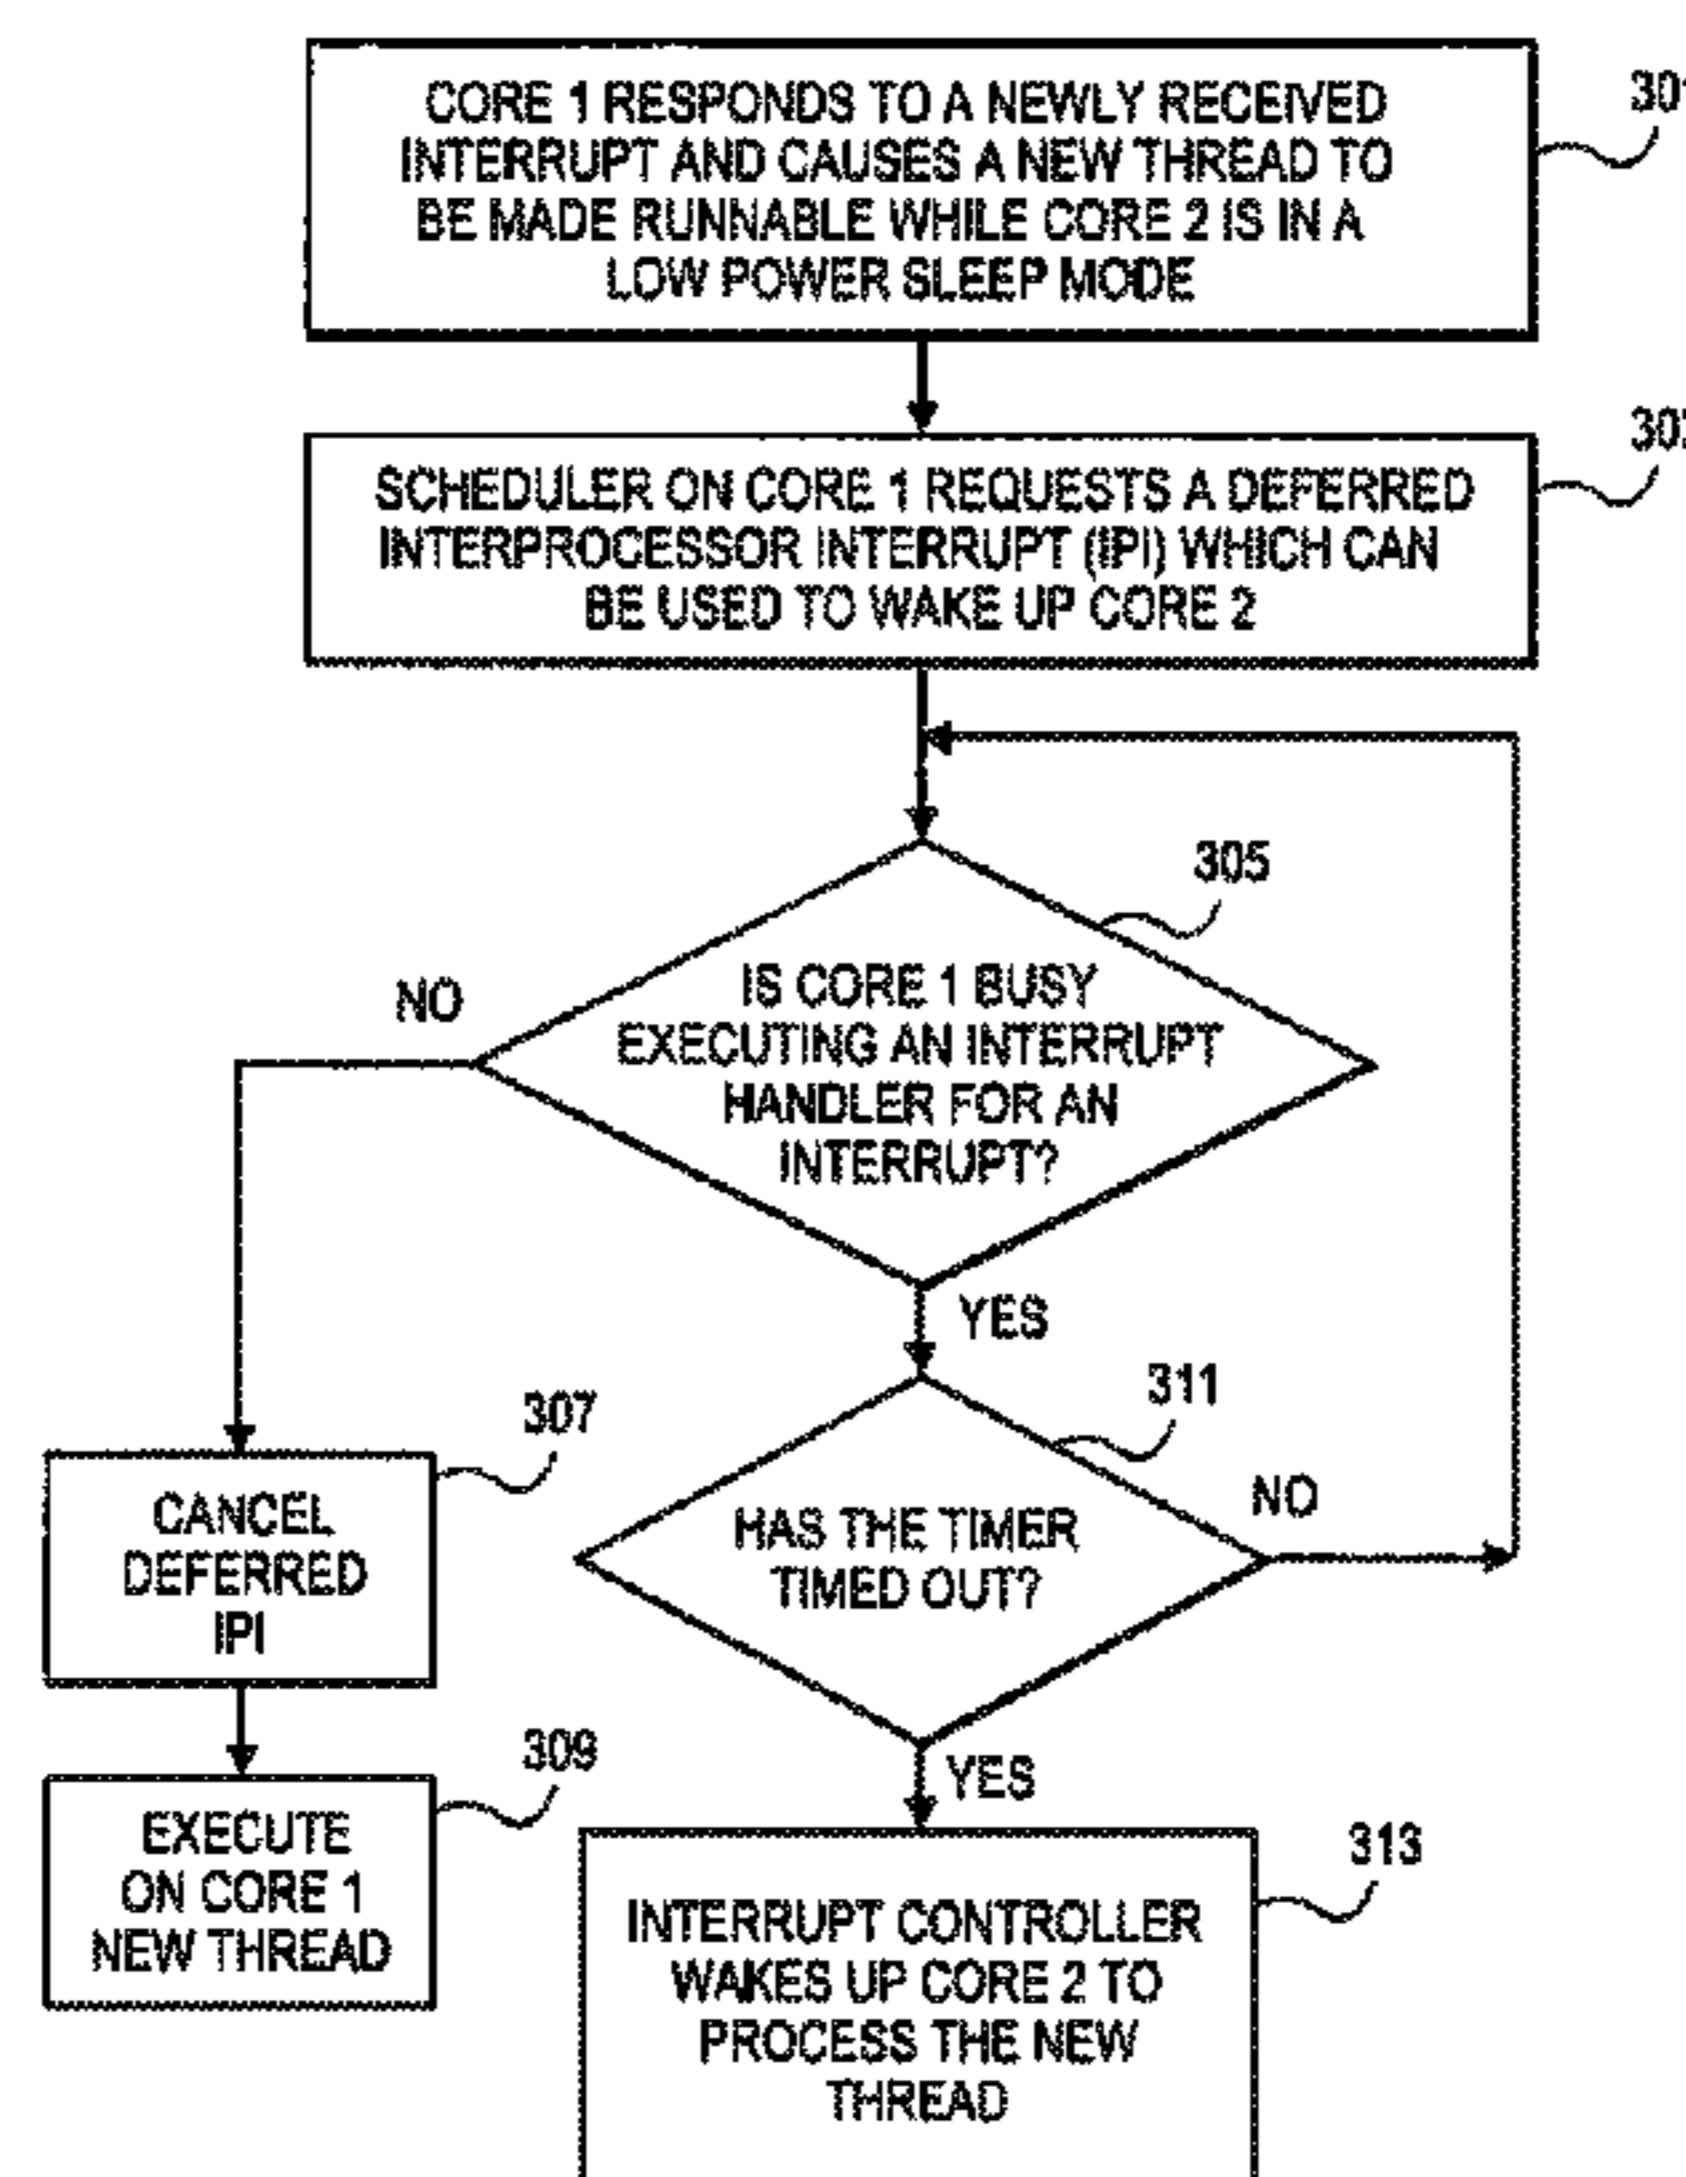 CORE 1 RESPONDS TO A NEWLY RECEIVED
INTERRUPT AND CAUSES A NEW THREAD TO
BE MADE RUNNABLE WHILE CORE 2 IS IN A
LOW POWER SLEEP MODE
301
SCHEDULER ON CORE 1 REQUESTS A DEFERRED
INTERPROCESSOR INTERRUPT (IPI) WHICH CAN
BE USED TO WAKE UP CORE 2
305
NO
IS CORE 1 BUSY
EXECUTING AN INTERRUPT
HANDLER FOR AN
INTERRUPT?
YES
311
307
CANCEL
DEFERRED
IPI
HAS THE TIMER
TIMED OUT?
NO
309
YES
EXECUTE
ON CORE 1
NEW THREAD
313
INTERRUPT CONTROLLER
WAKES UP CORE 2 TO
PROCESS THE NEW
THREAD